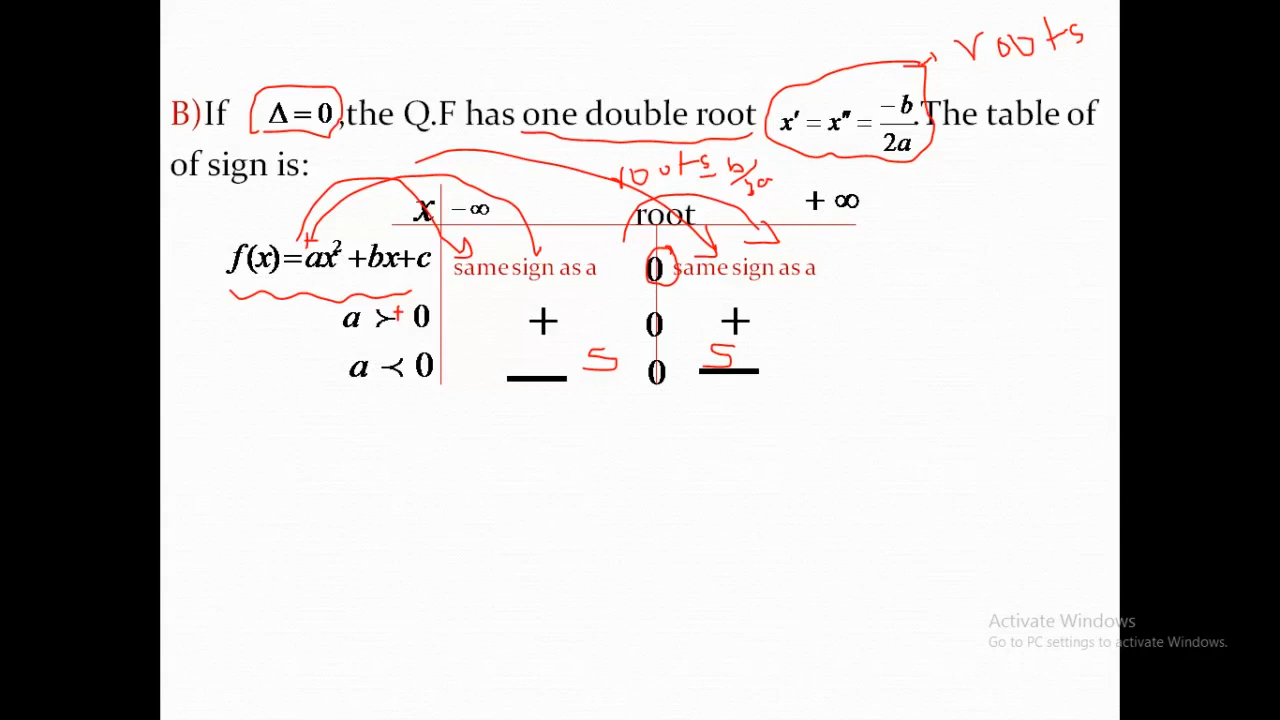 roots
B)If Δ=0,the Q.F has one double root x′ = x″ = -b/2a.The table of
of sign is:
roots b/2a
x -∞ root +∞
f(x)=ax²+bx+c same sign as a 0 same sign as a
+
a ≻ 0 + 0 +
+
a ≺ 0 — S 0 — S
Activate Windows
Go to PC settings to activate Windows.